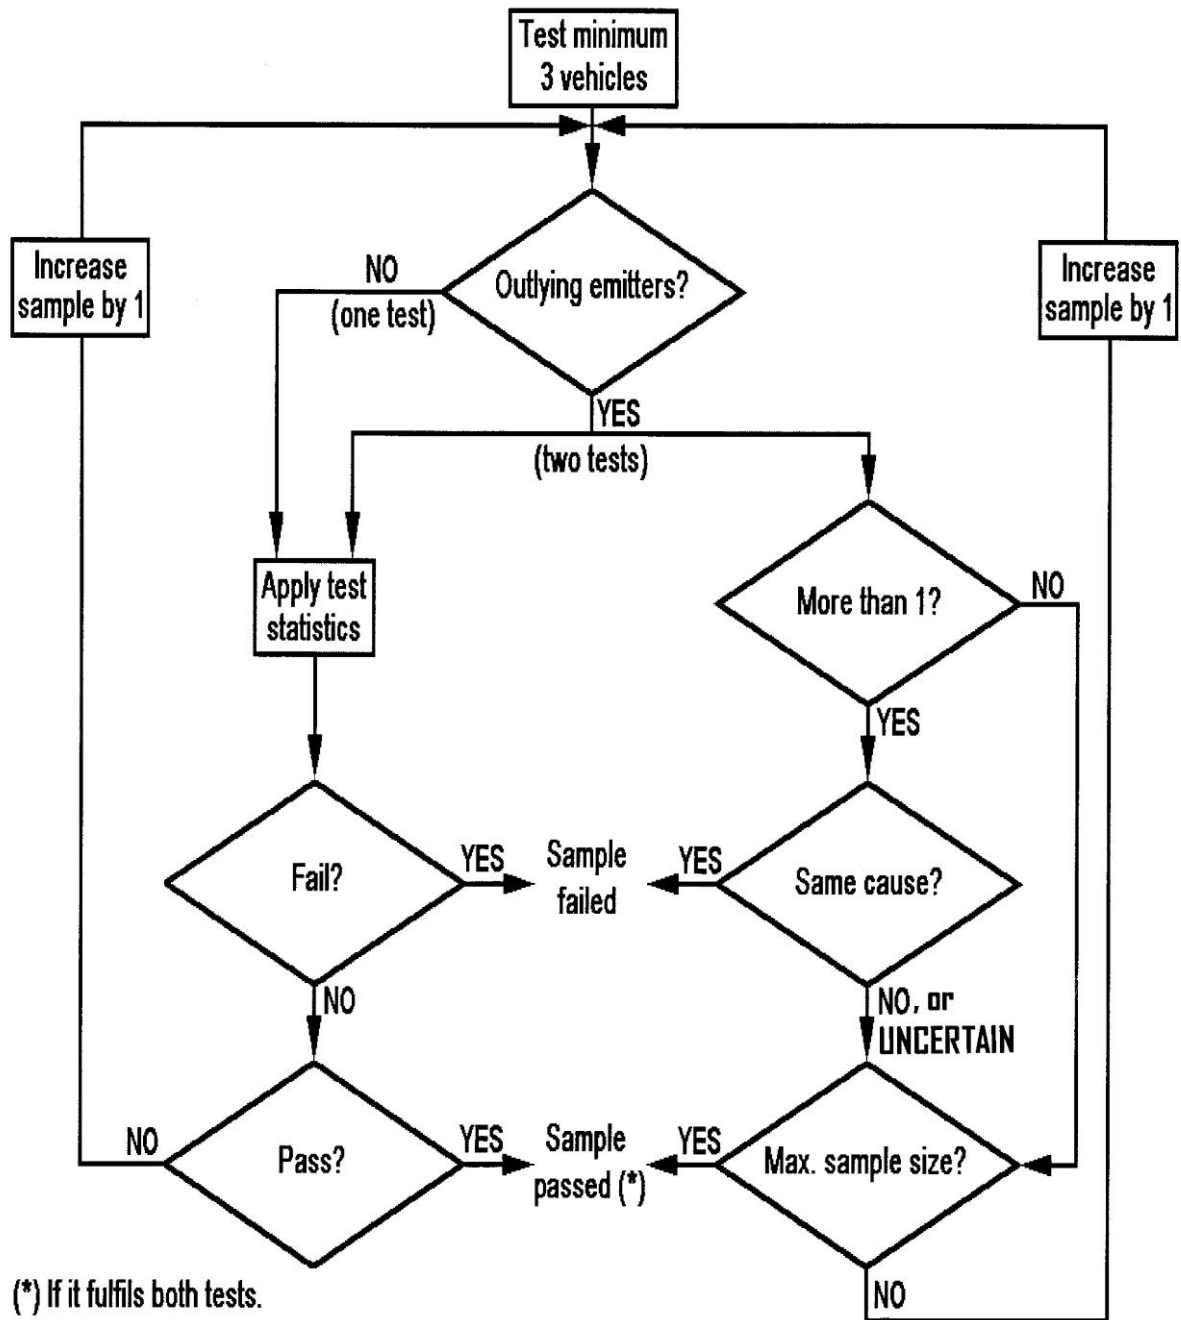 Test minimum
3 vehicles
Increase
sample by 1
NO
(one test)
Outlying emitters?
Increase
sample by 1
YES
(two tests)
Apply test
statistics
More than 1?
NO
YES
Fail?
YES
Sample
failed
YES
Same cause?
NO
NO, or
UNCERTAIN
NO
Pass?
YES
Sample
passed (*)
YES
Max. sample size?
(*) If it fulfils both tests.
NO